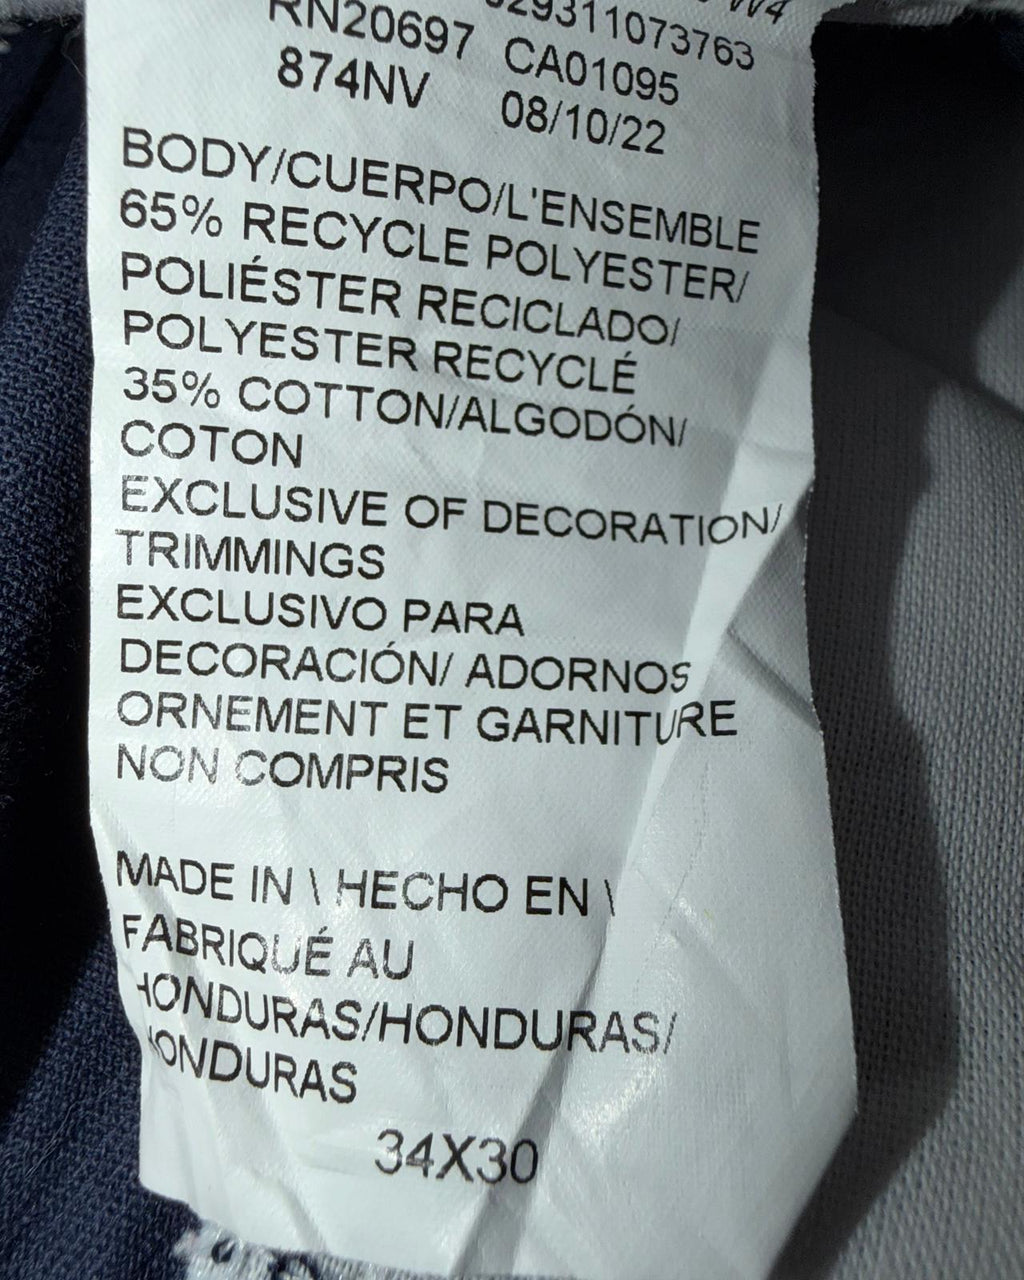 RN20697 CA01095
874NV 08/10/22
BODY/CUERPO/L'ENSEMBLE
65% RECYCLE POLYESTER/
POLIÉSTER RECICLADO/
POLYESTER RECYCLÉ
35% COTTON/ALGODÓN/
COTON
EXCLUSIVE OF DECORATION/
TRIMMINGS
EXCLUSIVO PARA
DECORACIÓN/ ADORNOS
ORNEMENT ET GARNITURE
NON COMPRIS
MADE IN \ HECHO EN \
FABRIQUÉ AU
HONDURAS/HONDURAS/
HONDURAS
34X30